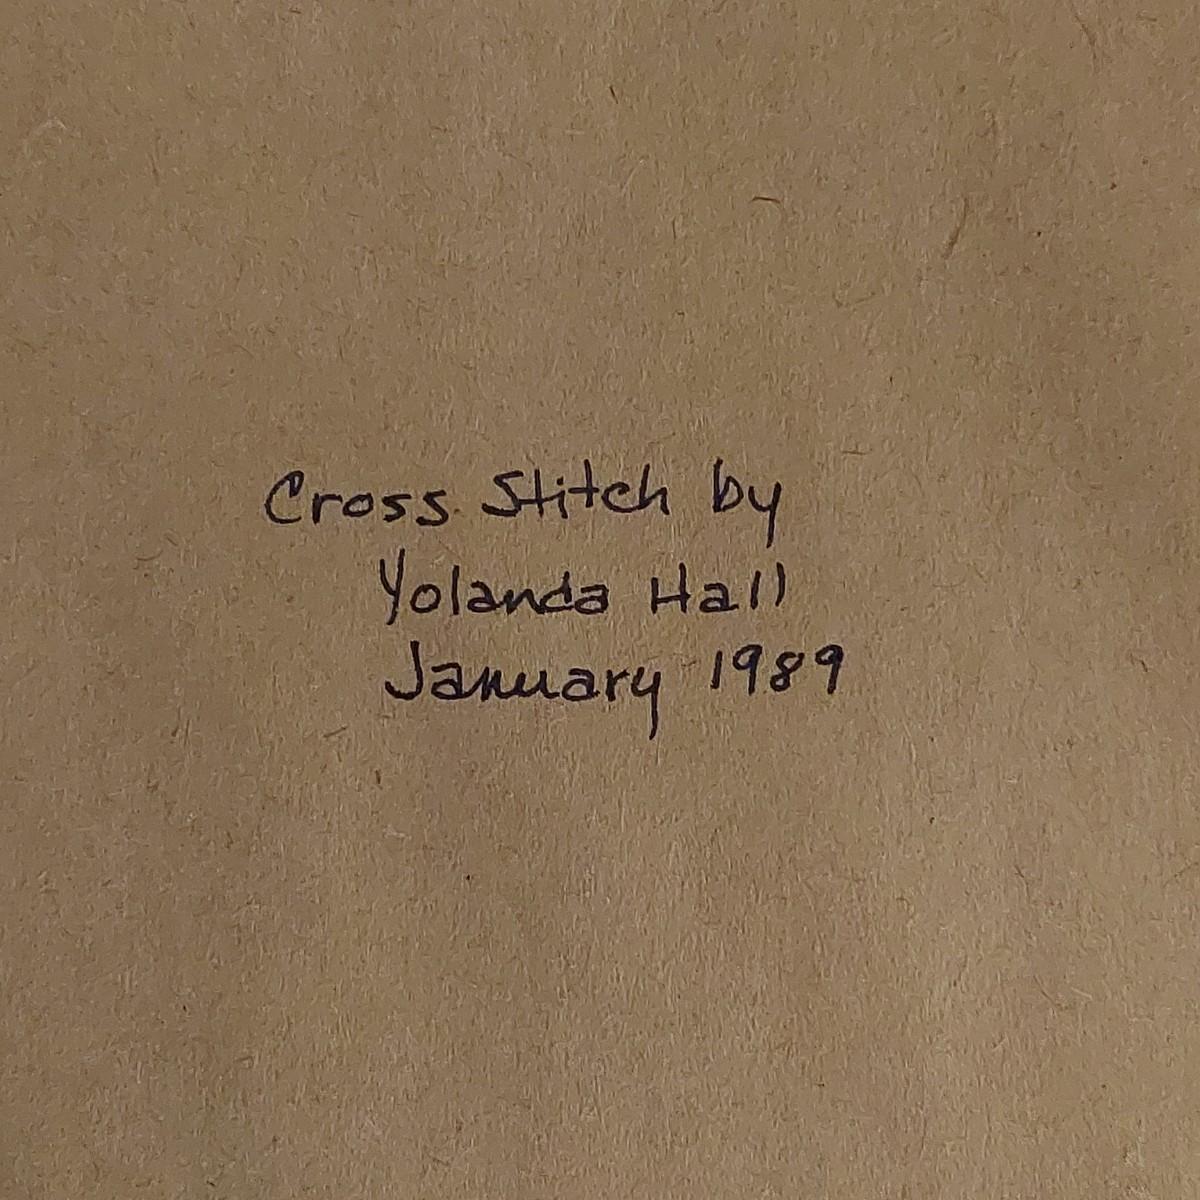 Cross Stitch by
Yolanda Hall
January 1989